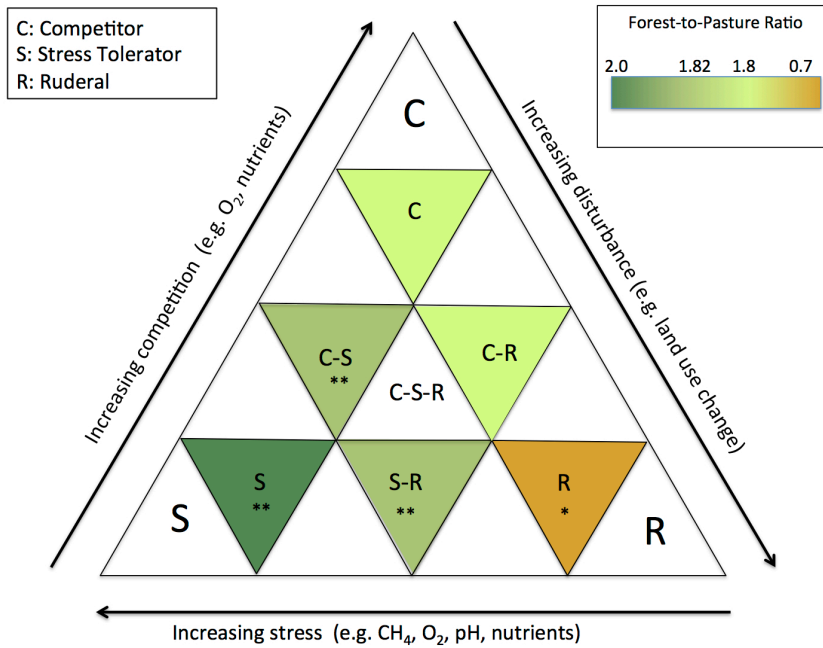 C: Competitor
S: Stress Tolerator
R: Ruderal
Forest-to-Pasture Ratio
2.0 1.82 1.8 0.7
Increasing competition (e.g. O₂, nutrients)
Increasing disturbance (e.g. land use change)
C
C
C-S
**
C-R
C-S-R
S
S
**
S-R
**
R
*
R
Increasing stress (e.g. CH₄, O₂, pH, nutrients)